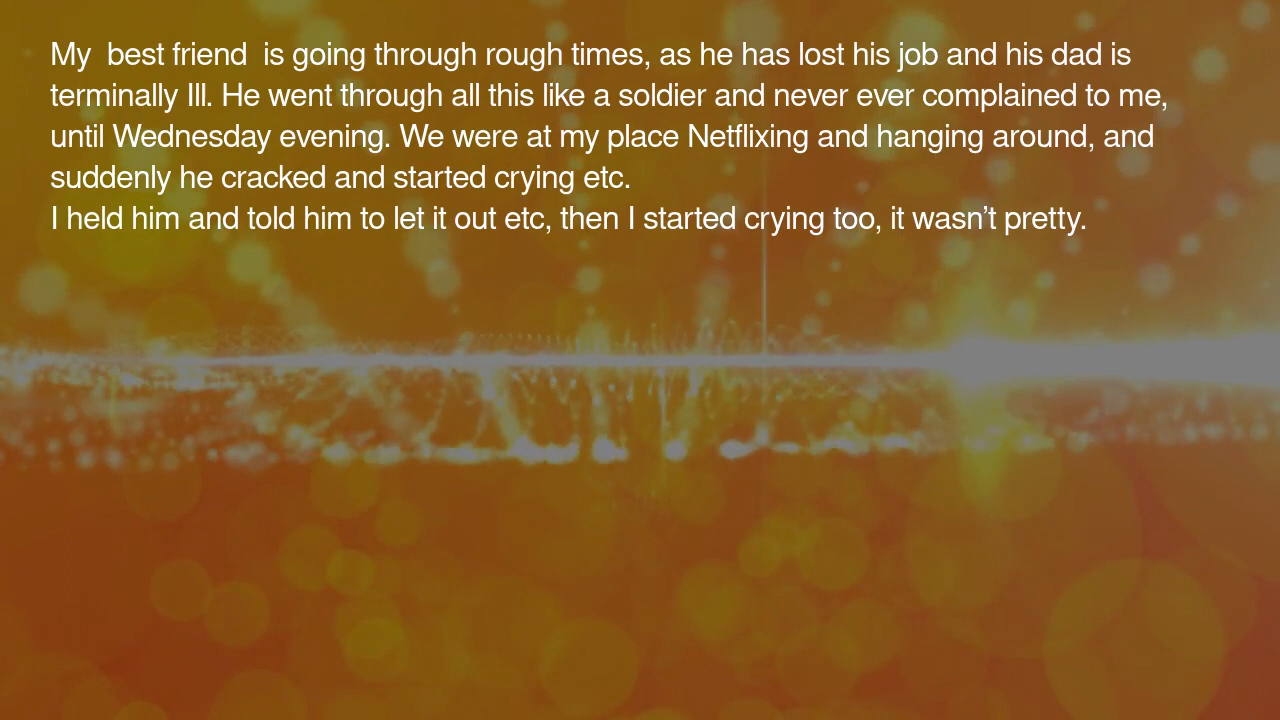 My  best friend  is going through rough times, as he has lost his job and his dad is
terminally Ill. He went through all this like a soldier and never ever complained to me,
until Wednesday evening. We were at my place Netflixing and hanging around, and
suddenly he cracked and started crying etc.
I held him and told him to let it out etc, then I started crying too, it wasn’t pretty.